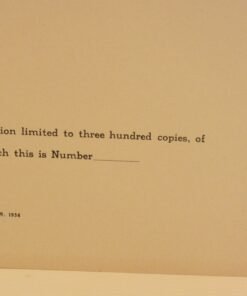 ion limited to three hundred copies, of
ch this is Number
R. 1934